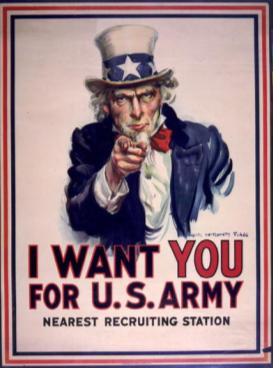 I WANT YOU
FOR U.S. ARMY
NEAREST RECRUITING STATION